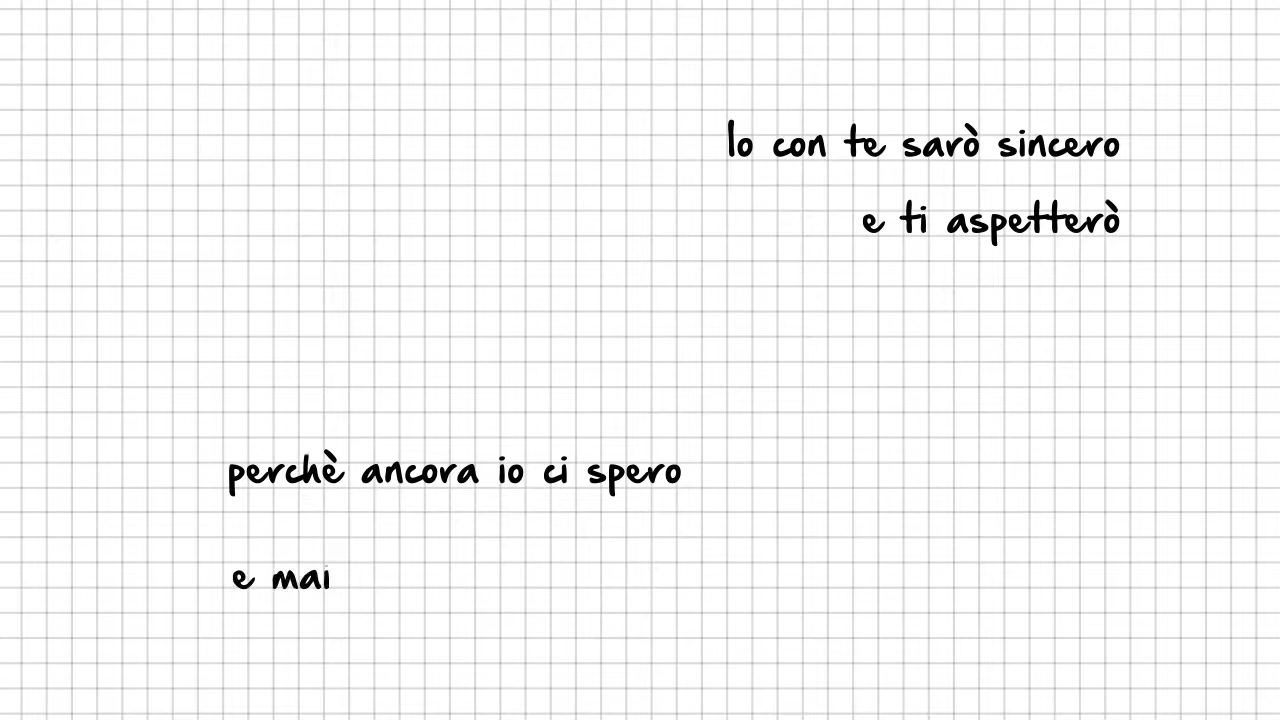 Io con te sarò sincero
e ti aspetterò
perchè ancora io ci spero
e mai